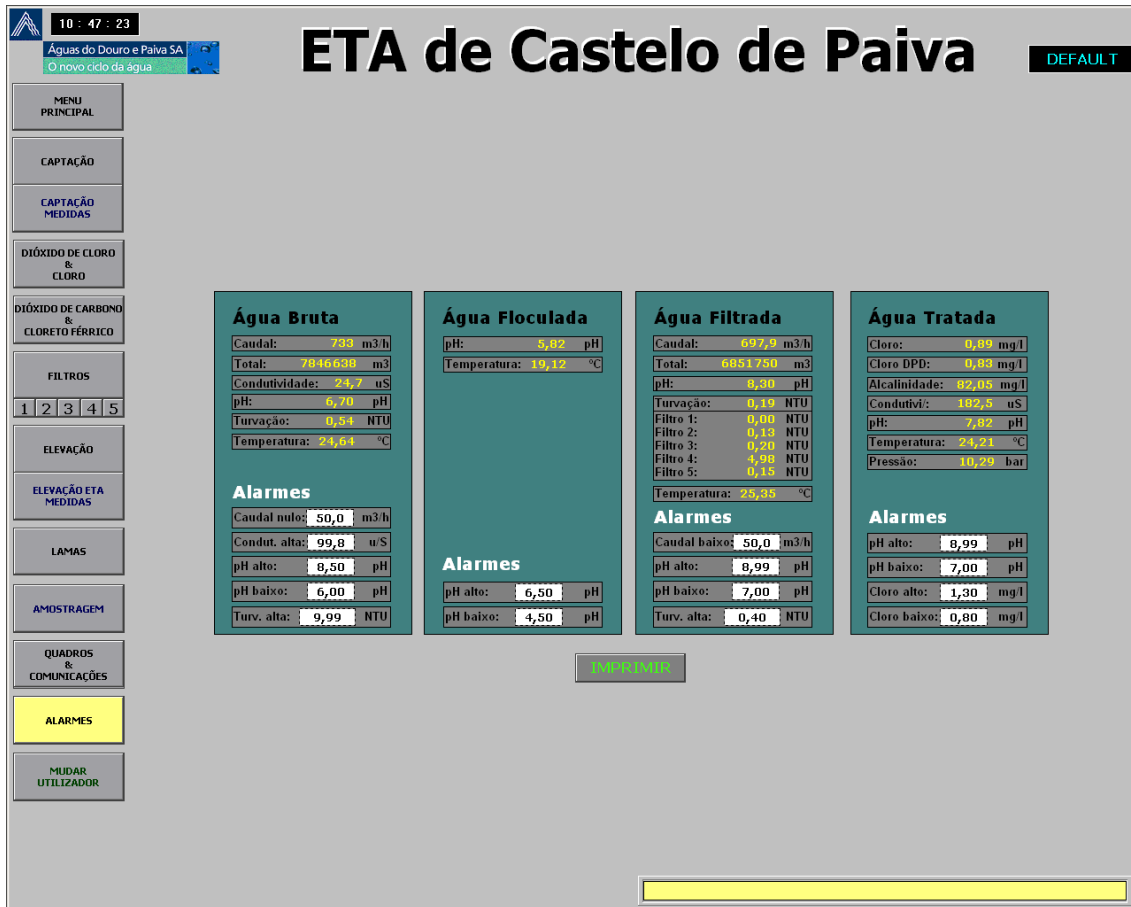 10 : 47 : 23
Águas do Douro e Paiva SA
O novo ciclo da água
ETA de Castelo de Paiva
DEFAULT
MENU
PRINCIPAL
CAPTAÇÃO
CAPTAÇÃO
MEDIDAS
DIÓXIDO DE CLORO
&
CLORO
DIÓXIDO DE CARBONO
&
CLORETO FÉRRICO
FILTROS
1 2 3 4 5
ELEVAÇÃO
ELEVAÇÃO ETA
MEDIDAS
LAMAS
AMOSTRAGEM
QUADROS
&
COMUNICAÇÕES
ALARMES
MUDAR
UTILIZADOR
Água Bruta
Caudal: 733 m3/h
Total: 7846638 m3
Condutividade: 24,7 uS
pH: 6,70 pH
Turvação: 0,54 NTU
Temperatura: 24,64 ºC
Alarmes
Caudal nulo: 50,0 m3/h
Condut. alta: 99,8 u/S
pH alto: 8,50 pH
pH baixo: 6,00 pH
Turv. alta: 9,99 NTU
Água Floculada
pH: 5,82 pH
Temperatura: 19,12 ºC
Alarmes
pH alto: 6,50 pH
pH baixo: 4,50 pH
Água Filtrada
Caudal: 697,9 m3/h
Total: 6851750 m3
pH: 8,30 pH
Turvação: 0,19 NTU
Filtro 1: 0,00 NTU
Filtro 2: 0,13 NTU
Filtro 3: 0,20 NTU
Filtro 4: 4,98 NTU
Filtro 5: 0,15 NTU
Temperatura: 25,35 ºC
Alarmes
Caudal baixo: 50,0 m3/h
pH alto: 8,99 pH
pH baixo: 7,00 pH
Turv. alta: 0,40 NTU
Água Tratada
Cloro: 0,89 mg/l
Cloro DPD: 0,83 mg/l
Alcalinidade: 82,05 mg/l
Condutivi/: 182,5 uS
pH: 7,82 pH
Temperatura: 24,21 ºC
Pressão: 10,29 bar
Alarmes
pH alto: 8,99 pH
pH baixo: 7,00 pH
Cloro alto: 1,30 mg/l
Cloro baixo: 0,80 mg/l
IMPRIMIR